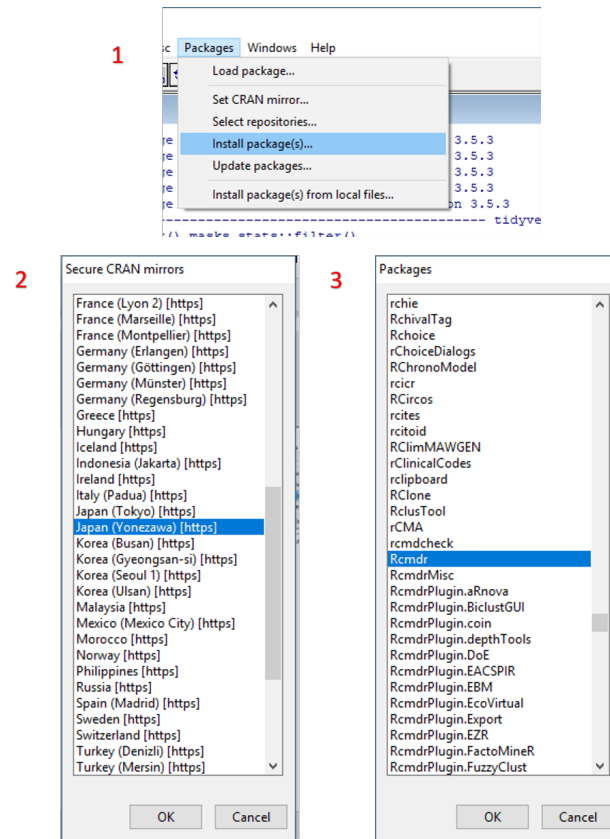 1
Packages Windows Help
Load package...
Set CRAN mirror...
Select repositories...
Install package(s)...
3.5.3
3.5.3
Update packages...
3.5.3
3.5.3
Install package(s) from local files...
3.5.3
tidyve
masks stats::filter()
2
Secure CRAN mirrors
France (Lyon 2) [https]
France (Marseille) [https]
France (Montpellier) [https]
Germany (Erlangen) [https]
Germany (Göttingen) [https]
Germany (Münster) [https]
Germany (Regensburg) [https]
Greece [https]
Hungary [https]
Iceland [https]
Indonesia (Jakarta) [https]
Ireland [https]
Italy (Padua) [https]
Japan (Tokyo) [https]
Japan (Yonezawa) [https]
Korea (Busan) [https]
Korea (Gyeongsan-si) [https]
Korea (Seoul 1) [https]
Korea (Ulsan) [https]
Malaysia [https]
Mexico (Mexico City) [https]
Morocco [https]
Norway [https]
Philippines [https]
Russia [https]
Spain (Madrid) [https]
Sweden [https]
Switzerland [https]
Turkey (Denizli) [https]
Turkey (Mersin) [https]
OK Cancel
3
Packages
rchie
RchivalTag
Rchoice
rChoiceDialogs
RChronoModel
rcicr
RCircos
rcites
rcitoid
RClimMAWGEN
rClinicalCodes
rclipboard
RClone
RclusTool
rCMA
rcmdcheck
Rcmdr
RcmdrMisc
RcmdrPlugin.aRnova
RcmdrPlugin.BiclustGUI
RcmdrPlugin.coin
RcmdrPlugin.depthTools
RcmdrPlugin.DoE
RcmdrPlugin.EACSPIR
RcmdrPlugin.EBM
RcmdrPlugin.EcoVirtual
RcmdrPlugin.Export
RcmdrPlugin.EZR
RcmdrPlugin.FactoMineR
RcmdrPlugin.FuzzyClust
OK Cancel